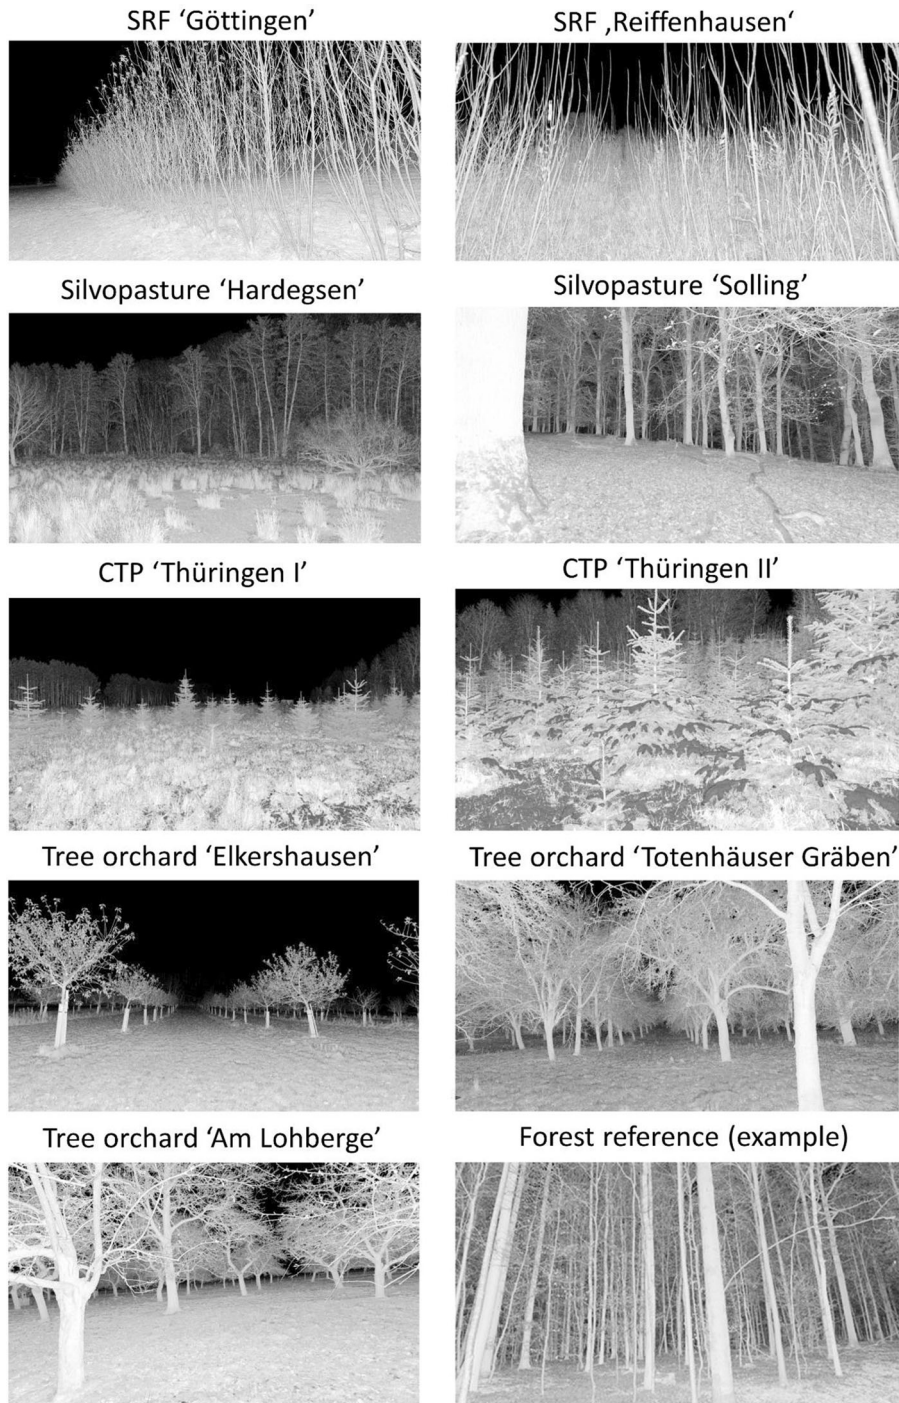 SRF ‘Göttingen’
SRF ‚Reiffenhausen‘
Silvopasture ‘Hardegsen’
Silvopasture ‘Solling’
CTP ‘Thüringen I’
CTP ‘Thüringen II’
Tree orchard ‘Elkershausen’
Tree orchard ‘Totenhäuser Gräben’
Tree orchard ‘Am Lohberge’
Forest reference (example)